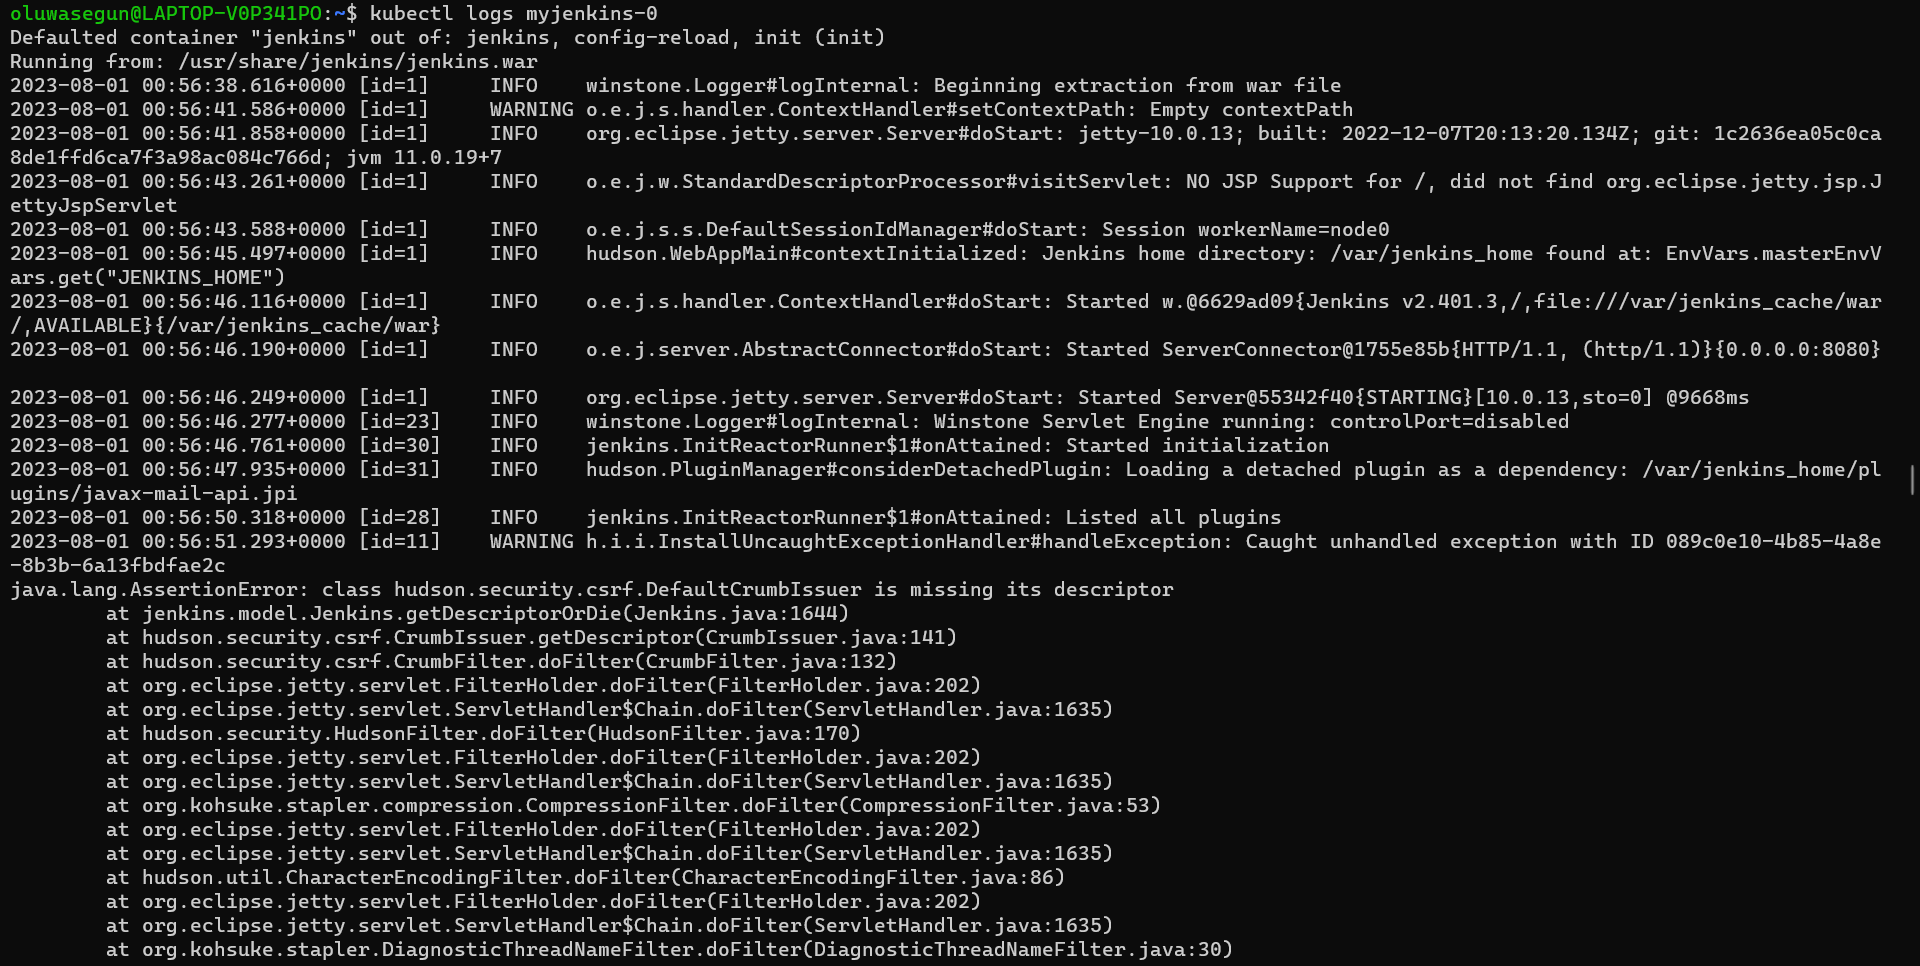 oluwasegun@LAPTOP-V0P341PO:~$ kubectl logs myjenkins-0
Defaulted container "jenkins" out of: jenkins, config-reload, init (init)
Running from: /usr/share/jenkins/jenkins.war
2023-08-01 00:56:38.616+0000 [id=1]     INFO    winstone.Logger#logInternal: Beginning extraction from war file
2023-08-01 00:56:41.586+0000 [id=1]     WARNING o.e.j.s.handler.ContextHandler#setContextPath: Empty contextPath
2023-08-01 00:56:41.858+0000 [id=1]     INFO    org.eclipse.jetty.server.Server#doStart: jetty-10.0.13; built: 2022-12-07T20:13:20.134Z; git: 1c2636ea05c0ca
8de1ffd6ca7f3a98ac084c766d; jvm 11.0.19+7
2023-08-01 00:56:43.261+0000 [id=1]     INFO    o.e.j.w.StandardDescriptorProcessor#visitServlet: NO JSP Support for /, did not find org.eclipse.jetty.jsp.J
ettyJspServlet
2023-08-01 00:56:43.588+0000 [id=1]     INFO    o.e.j.s.s.DefaultSessionIdManager#doStart: Session workerName=node0
2023-08-01 00:56:45.497+0000 [id=1]     INFO    hudson.WebAppMain#contextInitialized: Jenkins home directory: /var/jenkins_home found at: EnvVars.masterEnvV
ars.get("JENKINS_HOME")
2023-08-01 00:56:46.116+0000 [id=1]     INFO    o.e.j.s.handler.ContextHandler#doStart: Started w.@6629ad09{Jenkins v2.401.3,/,file:///var/jenkins_cache/war
/,AVAILABLE}{/var/jenkins_cache/war}
2023-08-01 00:56:46.190+0000 [id=1]     INFO    o.e.j.server.AbstractConnector#doStart: Started ServerConnector@1755e85b{HTTP/1.1, (http/1.1)}{0.0.0.0:8080}
2023-08-01 00:56:46.249+0000 [id=1]     INFO    org.eclipse.jetty.server.Server#doStart: Started Server@55342f40{STARTING}[10.0.13,sto=0] @9668ms
2023-08-01 00:56:46.277+0000 [id=23]    INFO    winstone.Logger#logInternal: Winstone Servlet Engine running: controlPort=disabled
2023-08-01 00:56:46.761+0000 [id=30]    INFO    jenkins.InitReactorRunner$1#onAttained: Started initialization
2023-08-01 00:56:47.935+0000 [id=31]    INFO    hudson.PluginManager#considerDetachedPlugin: Loading a detached plugin as a dependency: /var/jenkins_home/pl
ugins/javax-mail-api.jpi
2023-08-01 00:56:50.318+0000 [id=28]    INFO    jenkins.InitReactorRunner$1#onAttained: Listed all plugins
2023-08-01 00:56:51.293+0000 [id=11]    WARNING h.i.i.InstallUncaughtExceptionHandler#handleException: Caught unhandled exception with ID 089c0e10-4b85-4a8e
-8b3b-6a13fbdfae2c
java.lang.AssertionError: class hudson.security.csrf.DefaultCrumbIssuer is missing its descriptor
        at jenkins.model.Jenkins.getDescriptorOrDie(Jenkins.java:1644)
        at hudson.security.csrf.CrumbIssuer.getDescriptor(CrumbIssuer.java:141)
        at hudson.security.csrf.CrumbFilter.doFilter(CrumbFilter.java:132)
        at org.eclipse.jetty.servlet.FilterHolder.doFilter(FilterHolder.java:202)
        at org.eclipse.jetty.servlet.ServletHandler$Chain.doFilter(ServletHandler.java:1635)
        at hudson.security.HudsonFilter.doFilter(HudsonFilter.java:170)
        at org.eclipse.jetty.servlet.FilterHolder.doFilter(FilterHolder.java:202)
        at org.eclipse.jetty.servlet.ServletHandler$Chain.doFilter(ServletHandler.java:1635)
        at org.kohsuke.stapler.compression.CompressionFilter.doFilter(CompressionFilter.java:53)
        at org.eclipse.jetty.servlet.FilterHolder.doFilter(FilterHolder.java:202)
        at org.eclipse.jetty.servlet.ServletHandler$Chain.doFilter(ServletHandler.java:1635)
        at hudson.util.CharacterEncodingFilter.doFilter(CharacterEncodingFilter.java:86)
        at org.eclipse.jetty.servlet.FilterHolder.doFilter(FilterHolder.java:202)
        at org.eclipse.jetty.servlet.ServletHandler$Chain.doFilter(ServletHandler.java:1635)
        at org.kohsuke.stapler.DiagnosticThreadNameFilter.doFilter(DiagnosticThreadNameFilter.java:30)